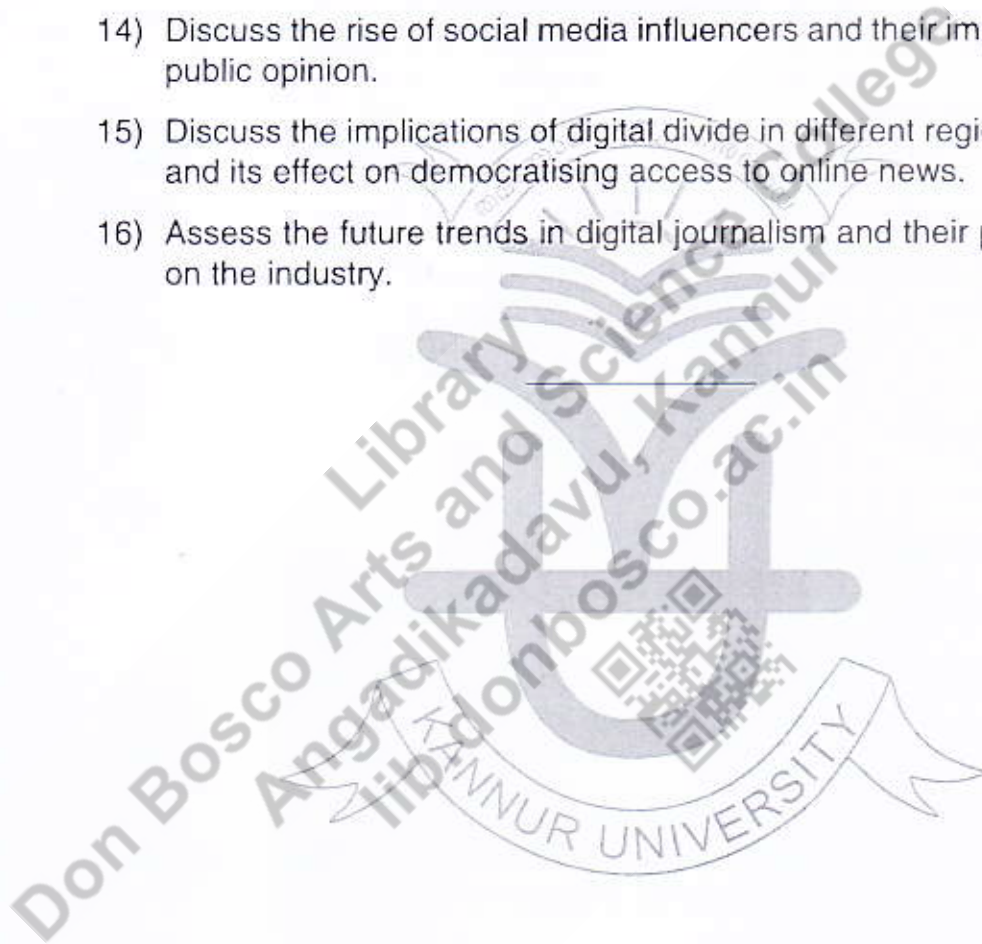 14) Discuss the rise of social media influencers and their im
public opinion.
15) Discuss the implications of digital divide in different regi
and its effect on democratising access to online news.
16) Assess the future trends in digital journalism and their
on the industry.
Library
Don Bosco Arts and Science College
Angadikadavu, Kannur
lib.donbosco.ac.in
KANNUR UNIVERSITY